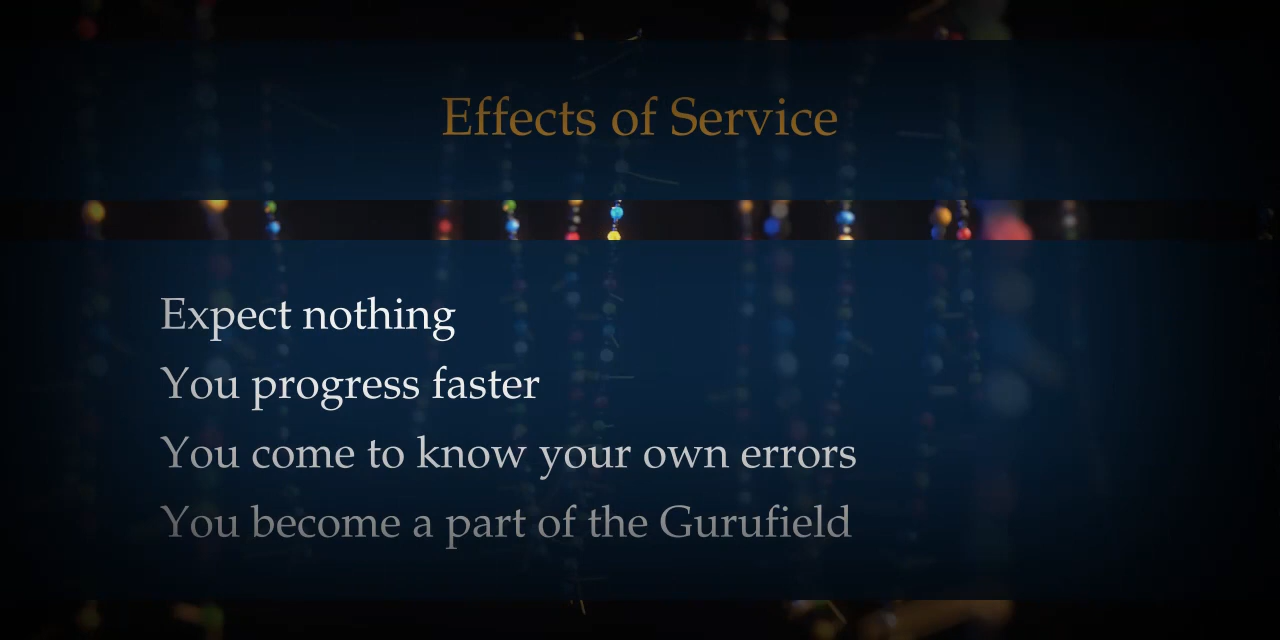 Effects of Service
Expect nothing
You progress faster
You come to know your own errors
You become a part of the Gurufield